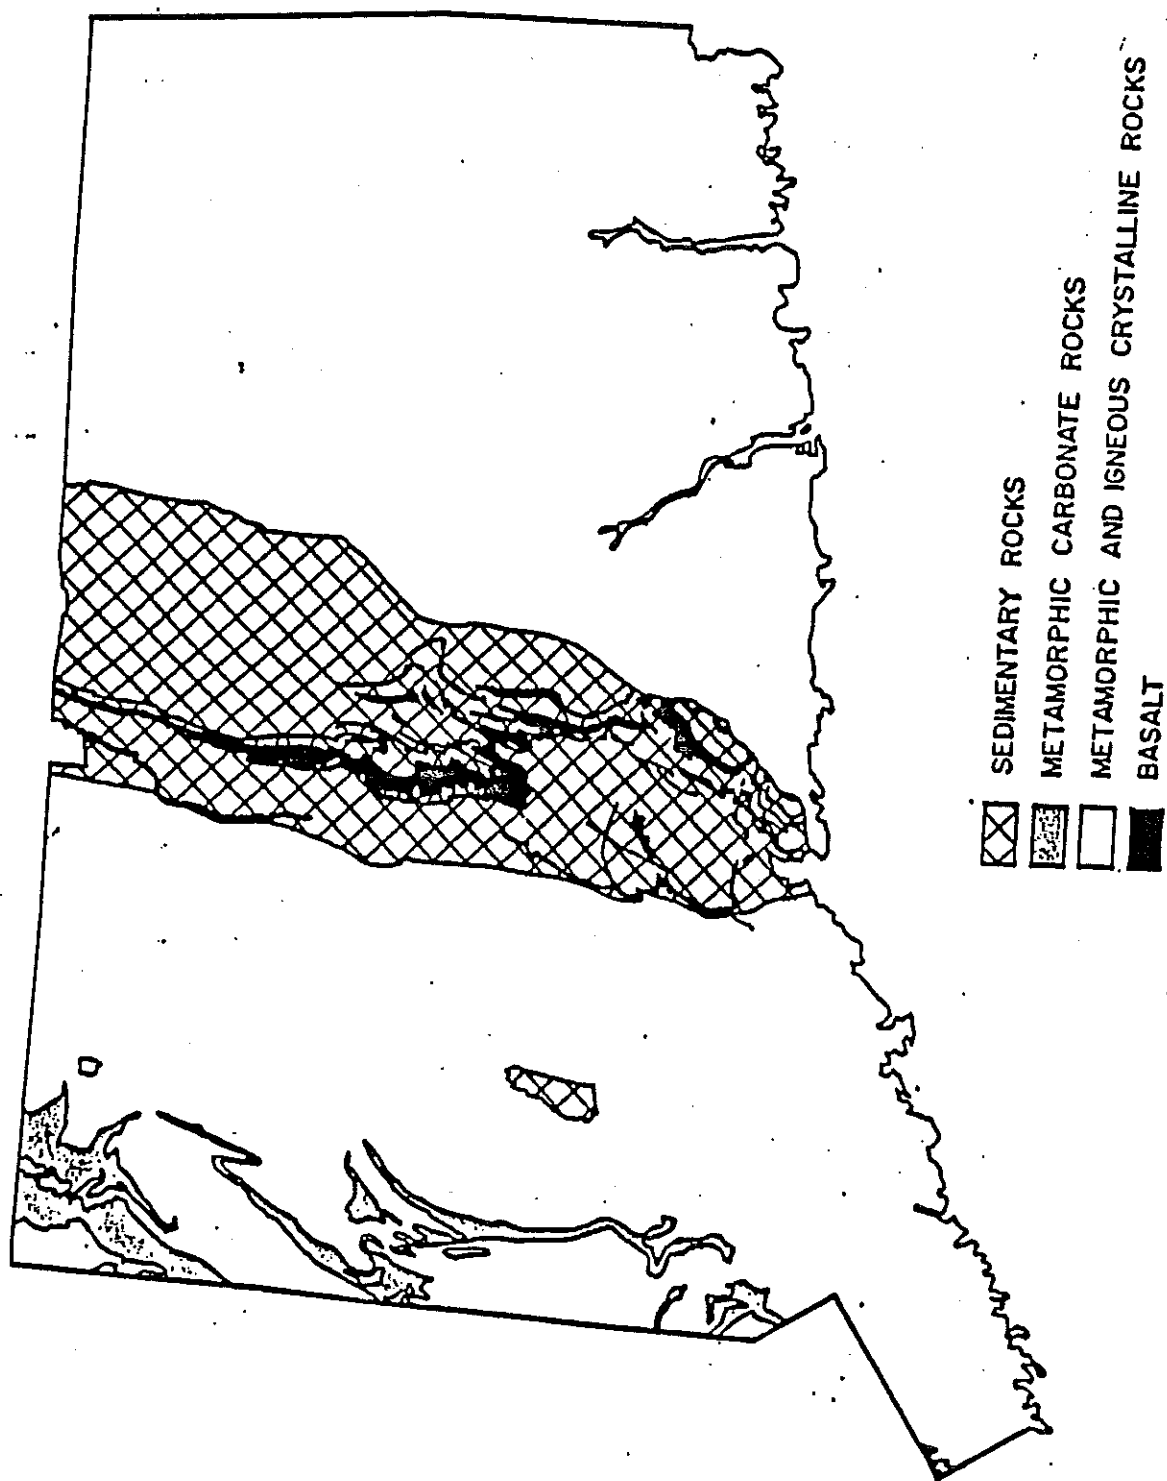 SEDIMENTARY ROCKS
METAMORPHIC CARBONATE ROCKS
METAMORPHIC AND IGNEOUS CRYSTALLINE ROCKS
BASALT